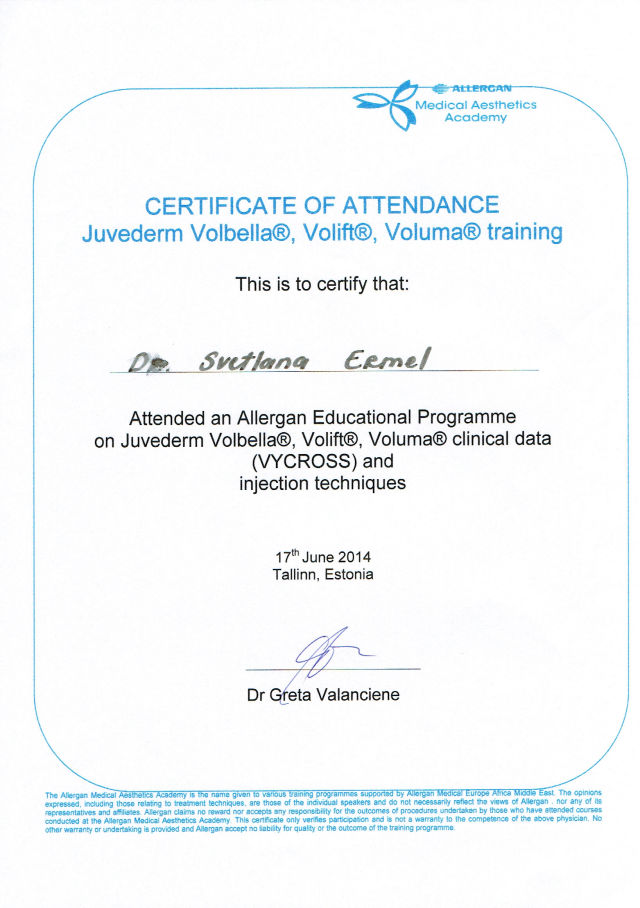 ALLERGAN
Medical Aesthetics
Academy
CERTIFICATE OF ATTENDANCE
Juvederm Volbella®, Volift®, Voluma® training
This is to certify that:
Dr. Svetlana Ermel
Attended an Allergan Educational Programme
on Juvederm Volbella®, Volift®, Voluma® clinical data
(VYCROSS) and
injection techniques
17th June 2014
Tallinn, Estonia
Dr Greta Valanciene
The Allergan Medical Aesthetics Academy is the name given to various training programmes supported by Allergan Medical Europe Africa Middle East. The opinions
expressed, including those relating to treatment techniques, are those of the individual speakers and do not necessarily reflect the views of Allergan . nor any of its
representatives and affiliates. Allergan claims no reward nor accepts any responsibility for the outcomes of procedures undertaken by those who have attended courses
conducted at the Allergan Medical Aesthetics Academy. This certificate only verifies participation and is not a warranty to the competence of the above physician. No
other warranty or undertaking is provided and Allergan accept no liability for quality or the outcome of the training programme.